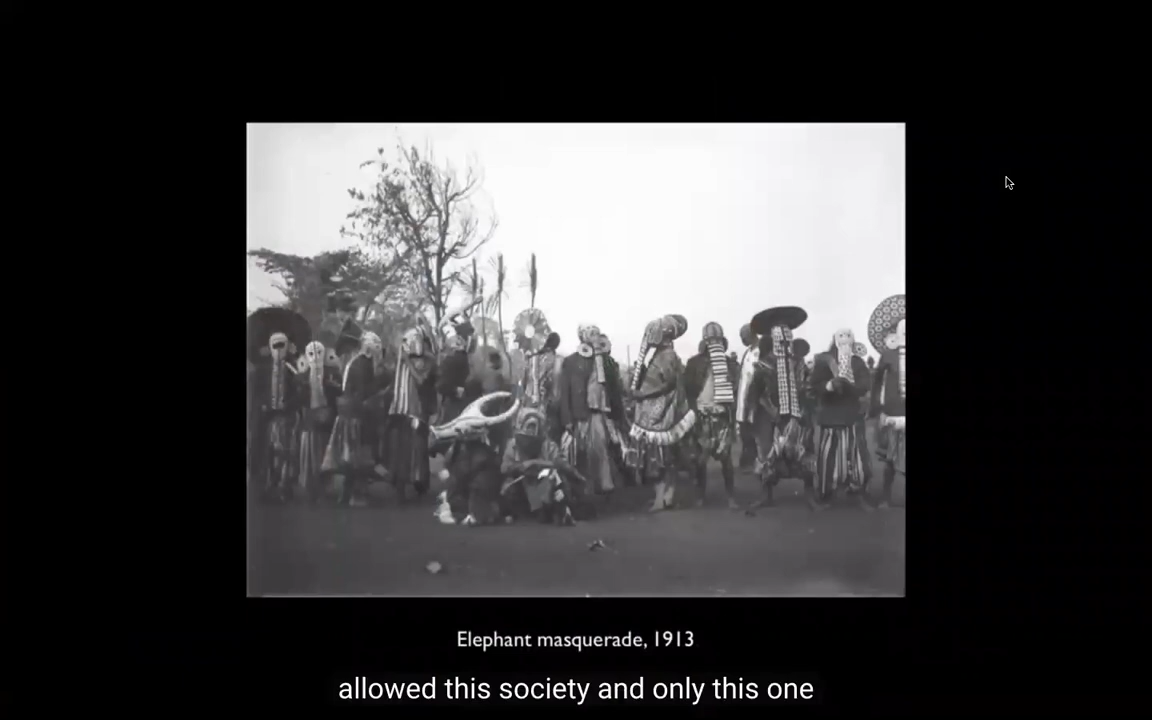 Elephant masquerade, 1913
allowed this society and only this one